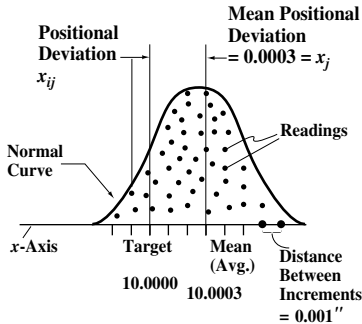 Positional
Deviation
x_ij
Mean Positional
Deviation
= 0.0003 = x_j
Readings
Normal
Curve
x-Axis
Target
Mean
(Avg.)
10.0000
10.0003
Distance
Between
Increments
= 0.001″